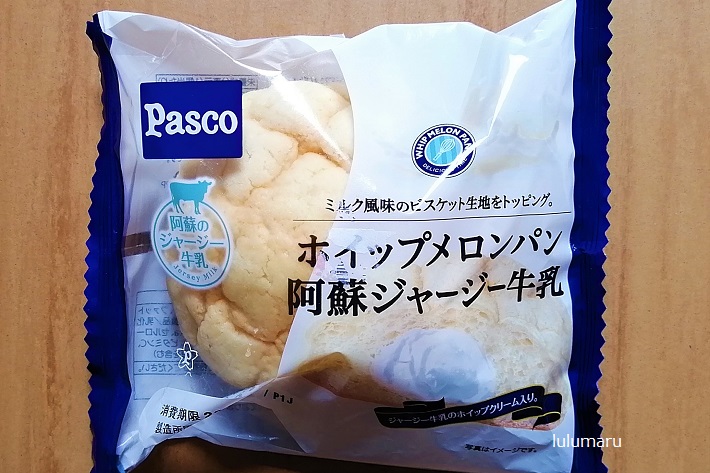 Pasco
WHIP MELON PAN
阿蘇の
ジャージー
牛乳
Jersey Milk
ミルク風味のビスケット生地をトッピング。
ホイップメロンパン
阿蘇ジャージー牛乳
/ P1J
消費期限 2
ジャージー牛乳のホイップクリーム入り。
写真はイメージです。
lulumaru